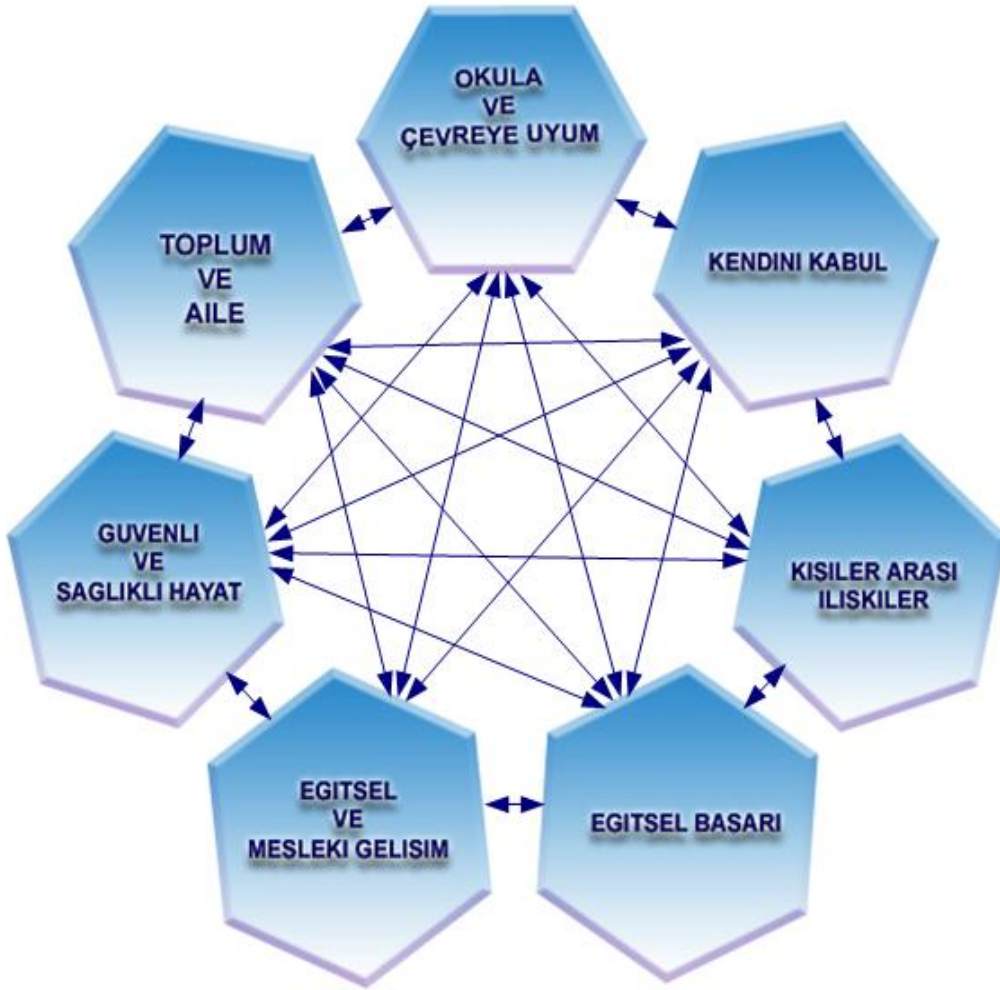 OKULA
VE
ÇEVREYE UYUM
KENDINI KABUL
KISILER ARASI
ILISKILER
EGITSEL BASARI
EGITSEL
VE
MESLEKI GELISIM
GUVENLI
VE
SAGLIKLI HAYAT
TOPLUM
VE
AILE